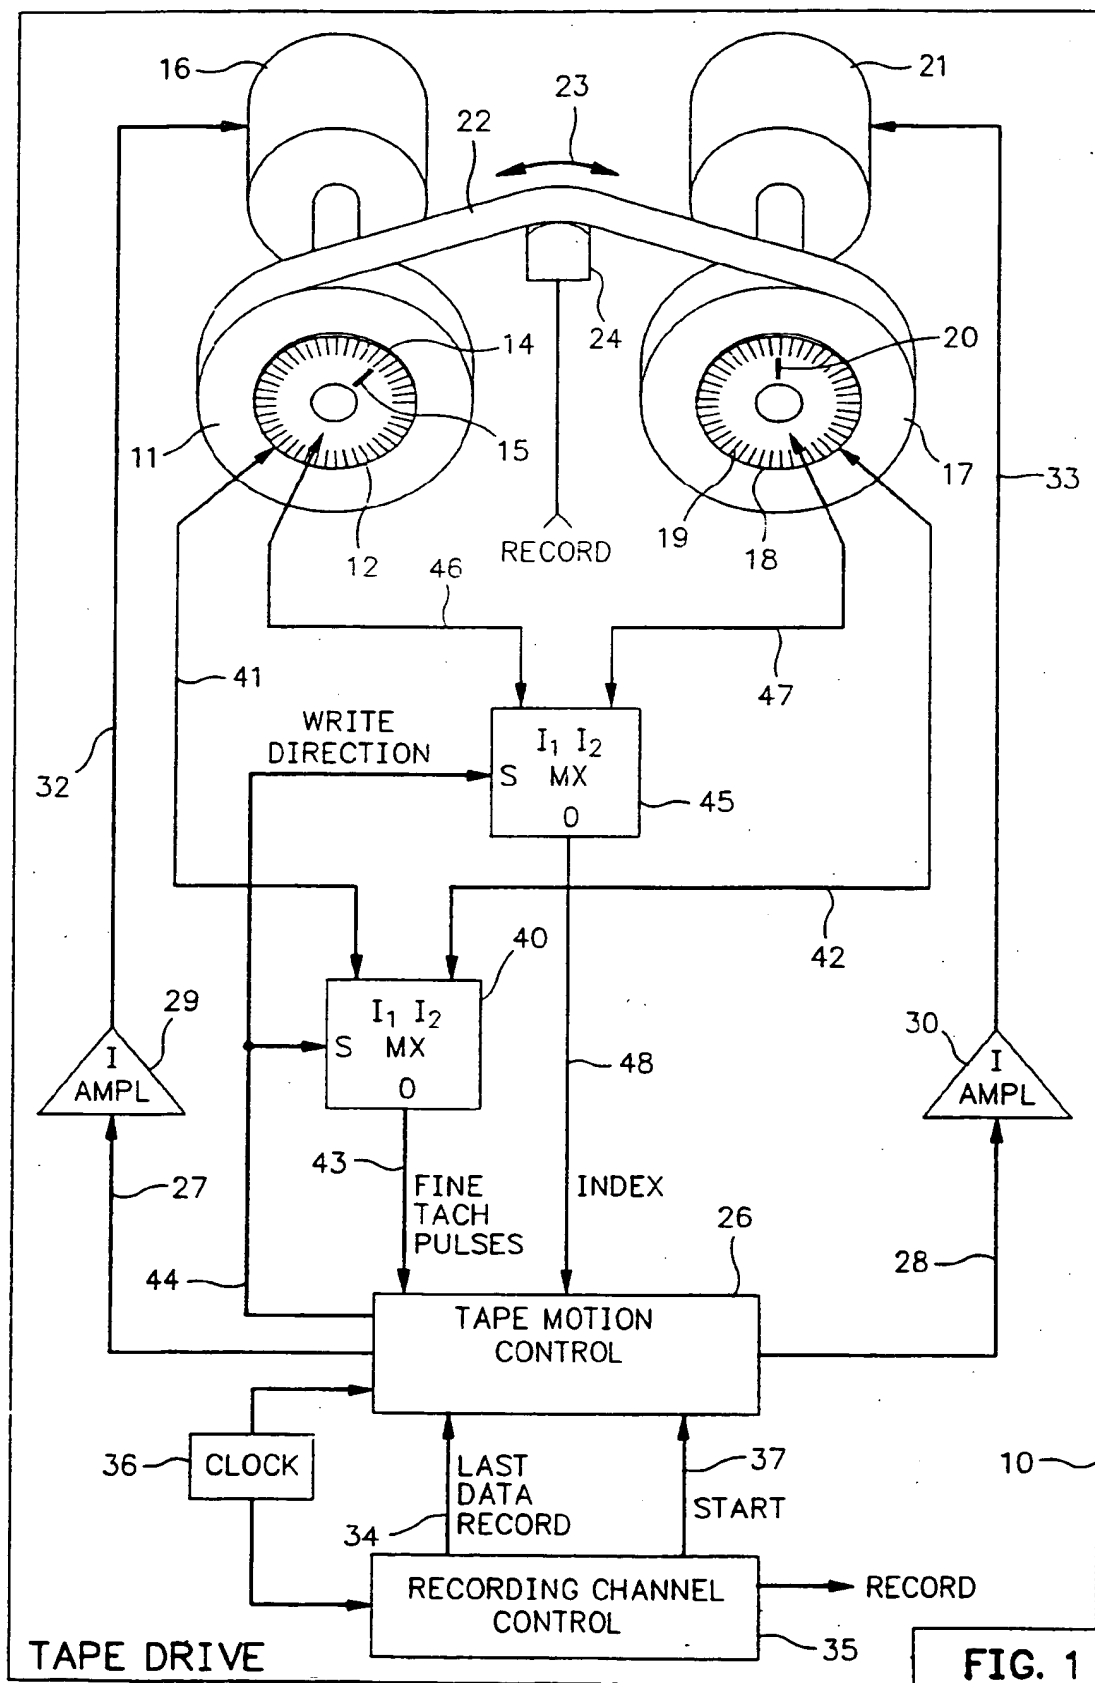 16
21
23
22
24
14
20
15
11
17
33
RECORD
12
19
18
46
41
47
WRITE
DIRECTION
I₁ I₂
S MX
O
45
32
42
40
I₁ I₂
S MX
O
29
I
AMPL
30
I
AMPL
48
43
27
FINE
TACH
PULSES
INDEX
26
28
44
TAPE MOTION
CONTROL
36
CLOCK
LAST
DATA
RECORD
37
10
START
34
RECORDING CHANNEL
CONTROL
RECORD
35
TAPE DRIVE
FIG. 1